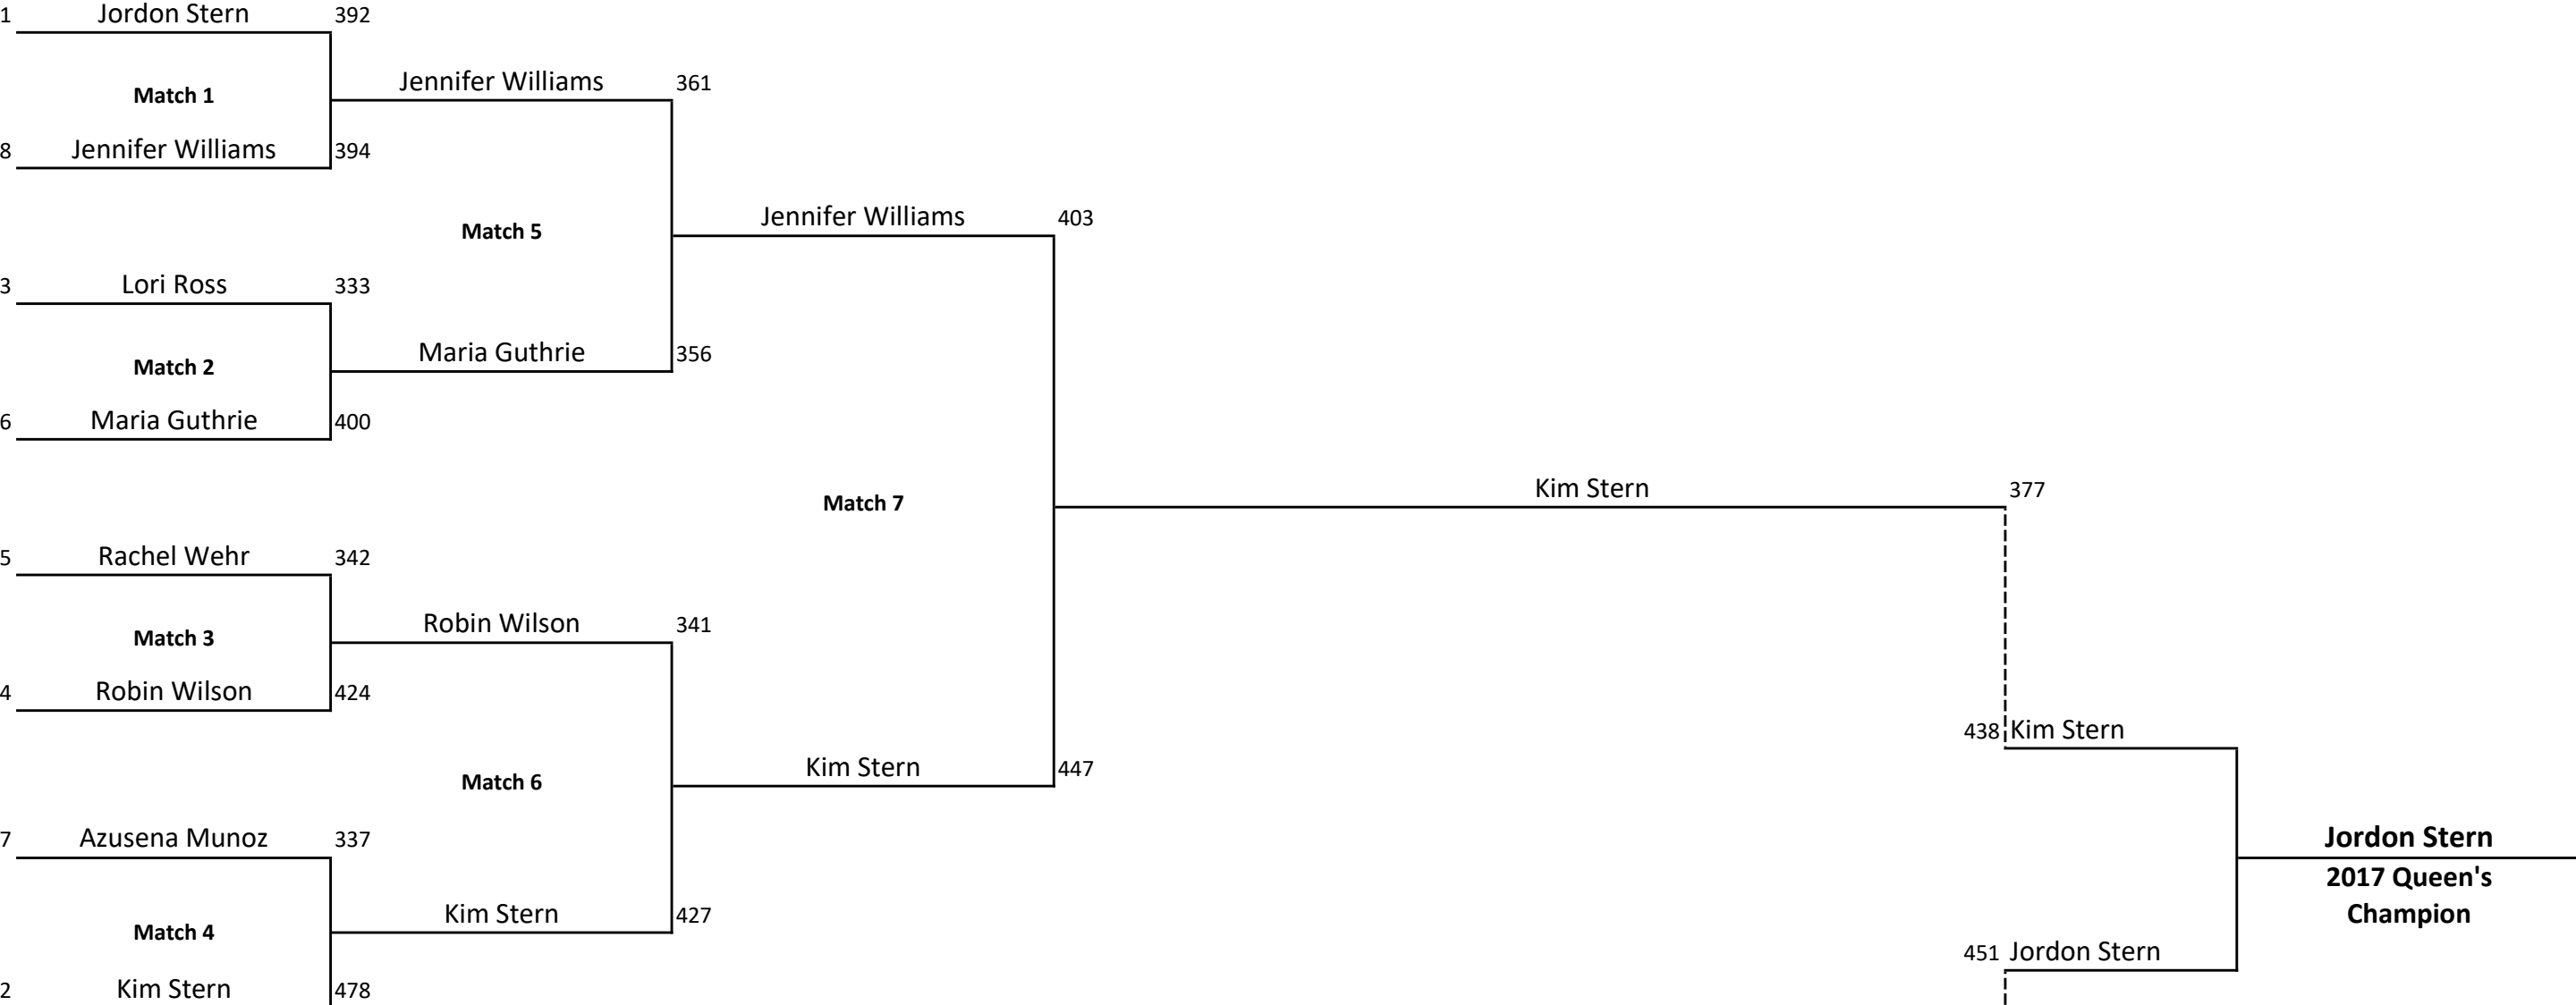 1 Jordon Stern 392
Jennifer Williams 361
Match 1
8 Jennifer Williams 394
Jennifer Williams 403
Match 5
3 Lori Ross 333
Maria Guthrie 356
Match 2
6 Maria Guthrie 400
Kim Stern 377
Match 7
5 Rachel Wehr 342
Robin Wilson 341
Match 3
4 Robin Wilson 424
438 Kim Stern
Kim Stern 447
Match 6
7 Azusena Munoz 337
Jordon Stern
2017 Queen's
Champion
Kim Stern 427
Match 4
451 Jordon Stern
2 Kim Stern 478